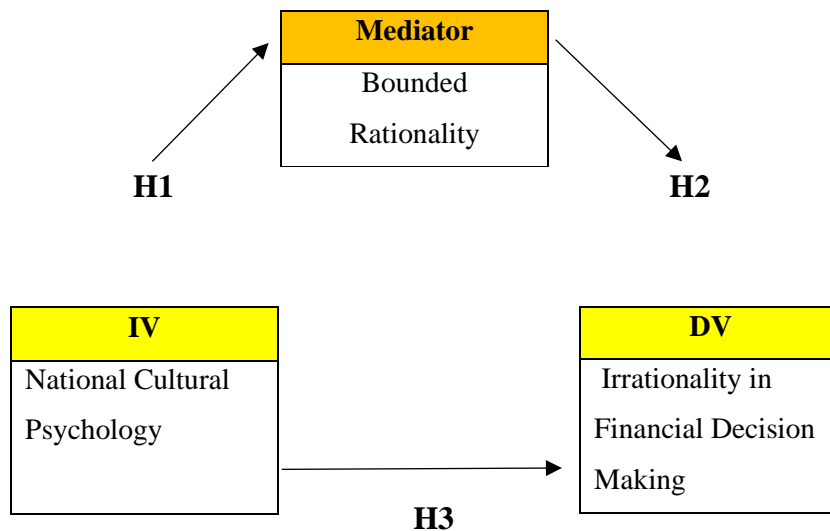 Mediator
Bounded
Rationality
H1
H2
IV
National Cultural
Psychology
DV
Irrationality in
Financial Decision
Making
H3